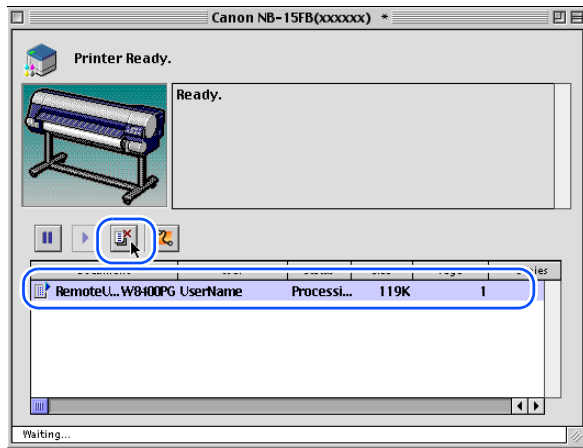 Canon NB-15FB(xxxxxx) *
Printer Ready.
Ready.
RemoteU... W8400PG UserName Processi... 119K 1
Waiting...